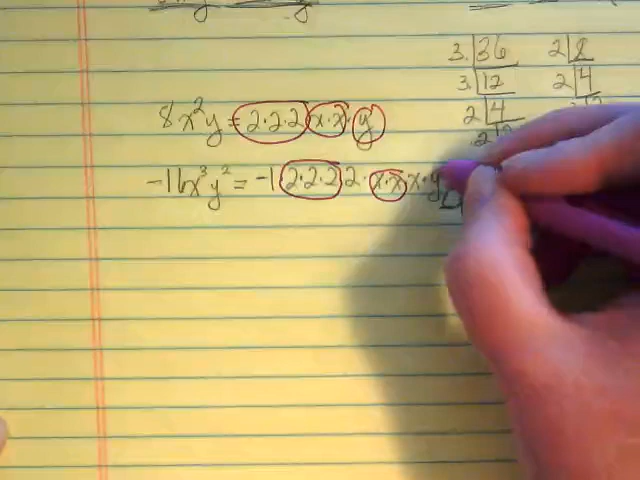 3 36 2 8
3 12 2 4
2 4
2
8x²y = 2·2·2 x·x y
-16x³y² = -1 2·2·2 2· x·x x·y